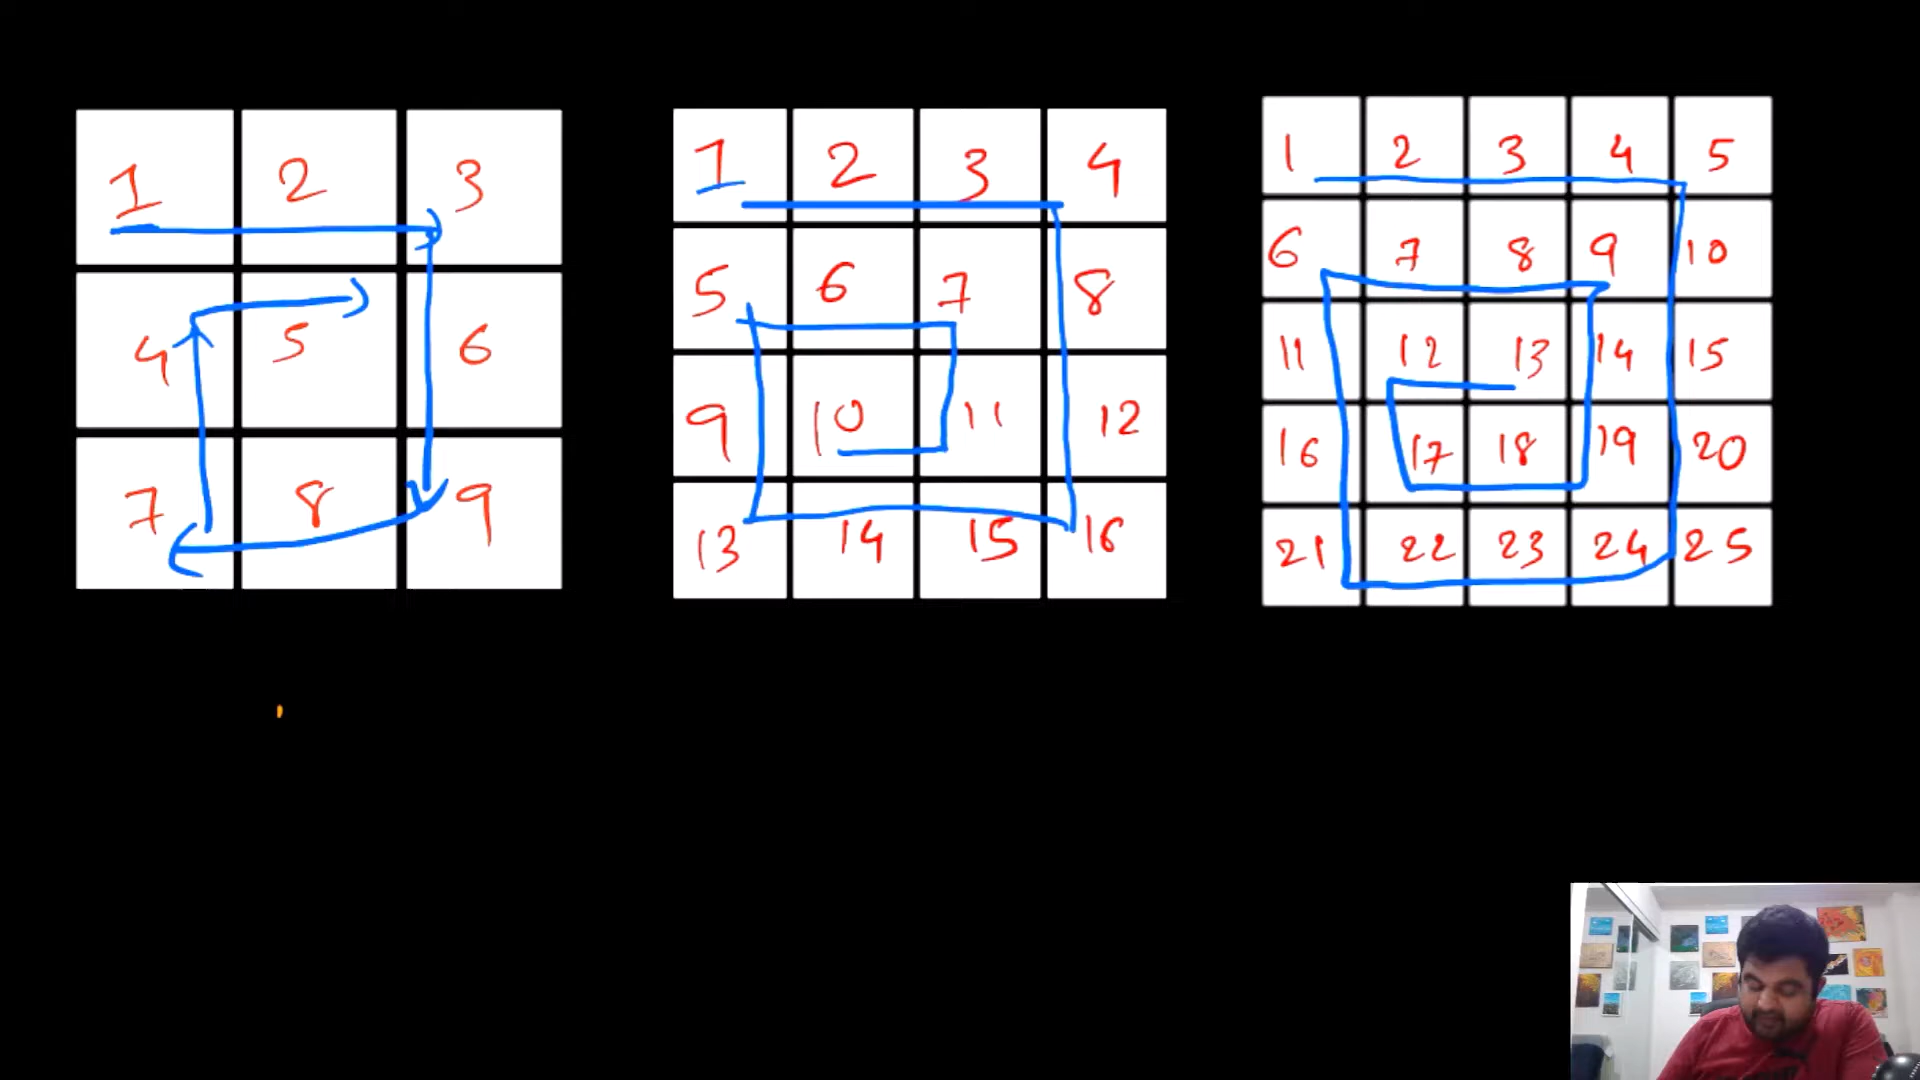 1 2 3
4 5 6
7 8 9
1 2 3 4
5 6 7 8
9 10 11 12
13 14 15 16
1 2 3 4 5
6 7 8 9 10
11 12 13 14 15
16 17 18 19 20
21 22 23 24 25